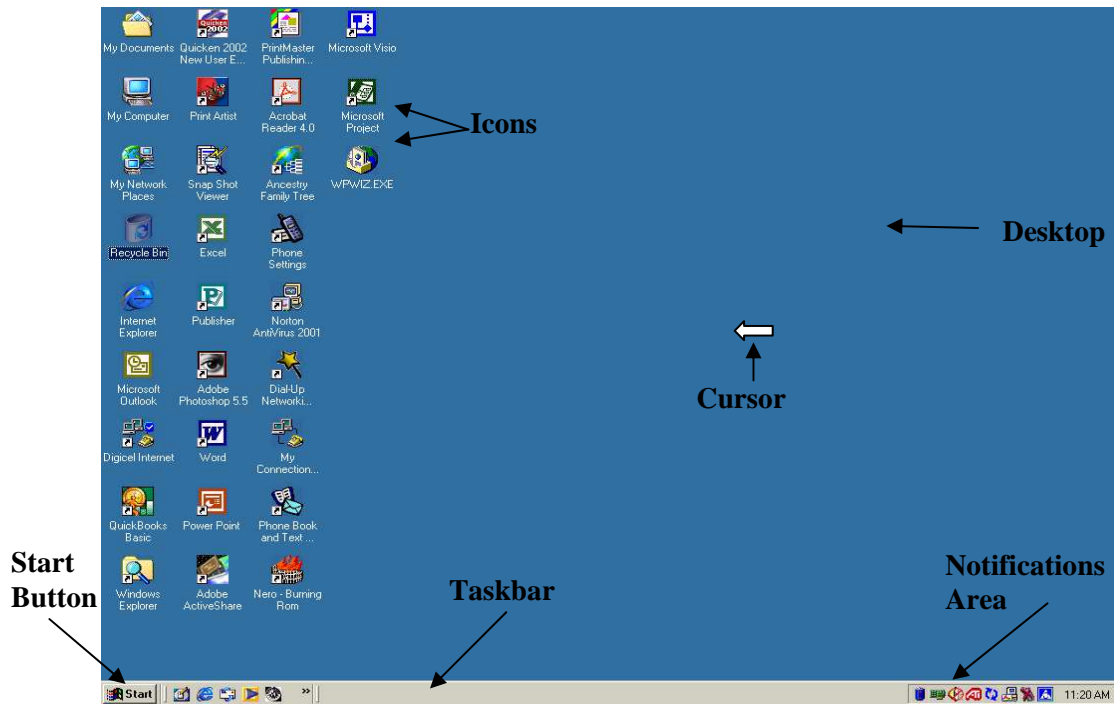 My Documents
Quicken 2002
New User E...
PrintMaster
Publishin...
Microsoft Visio
My Computer
Print Artist
Acrobat
Reader 4.0
Microsoft
Project
Icons
My Network
Places
Snap Shot
Viewer
Ancestry
Family Tree
WPWIZ.EXE
Desktop
Recycle Bin
Excel
Phone
Settings
Internet
Explorer
Publisher
Norton
AntiVirus 2001
Microsoft
Outlook
Adobe
Photoshop 5.5
Dial-Up
Networki...
Cursor
Digicel Internet
Word
My
Connection...
QuickBooks
Basic
Power Point
Phone Book
and Text ...
Start
Button
Windows
Explorer
Adobe
ActiveShare
Nero - Burning
Rom
Taskbar
Notifications
Area
Start
»
11:20 AM